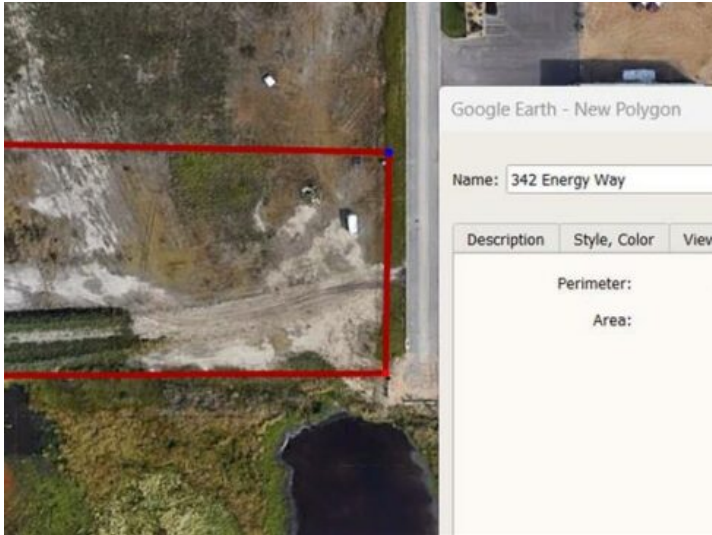 Google Earth - New Polygon
Name: 342 Energy Way
Description Style, Color View
Perimeter:
Area: